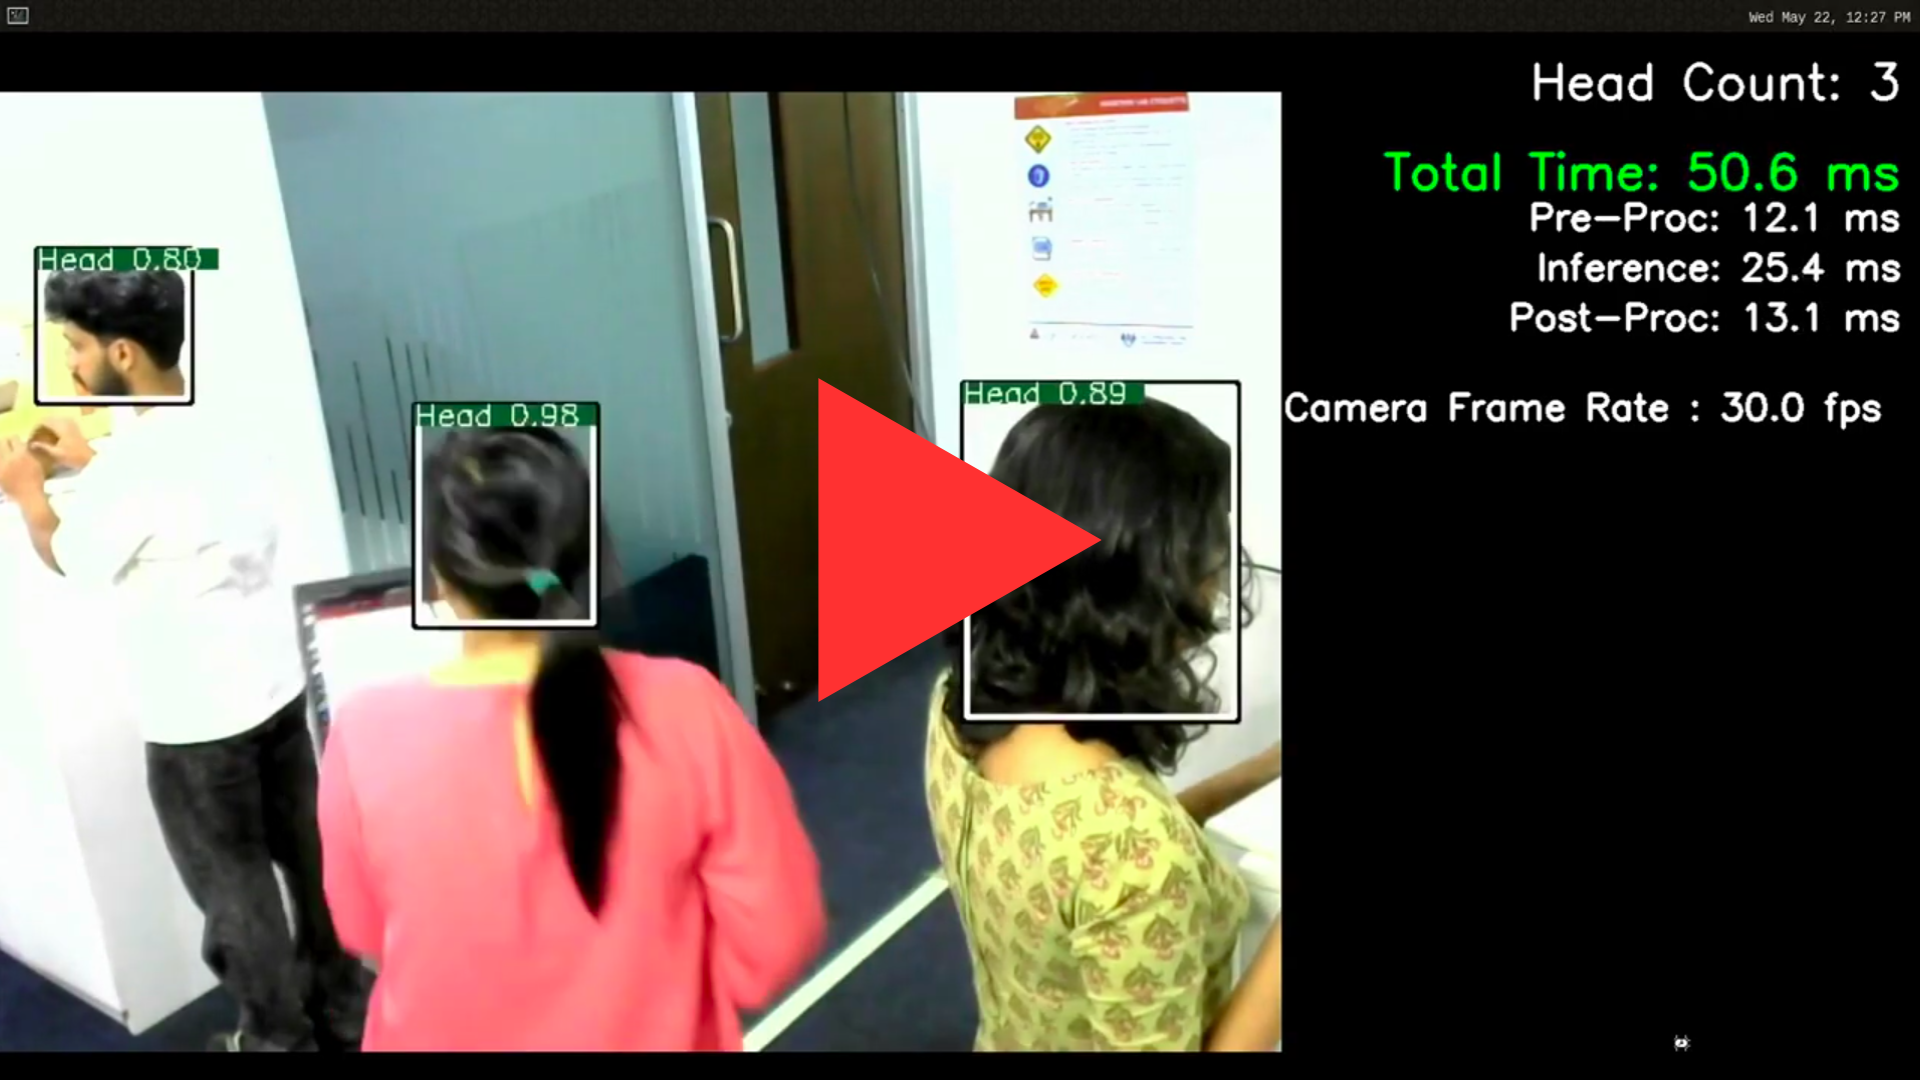 Wed May 22, 12:27 PM
Head Count: 3
Total Time: 50.6 ms
Pre-Proc: 12.1 ms
Inference: 25.4 ms
Post-Proc: 13.1 ms
Camera Frame Rate : 30.0 fps
Head 0.80
Head 0.98
Head 0.89